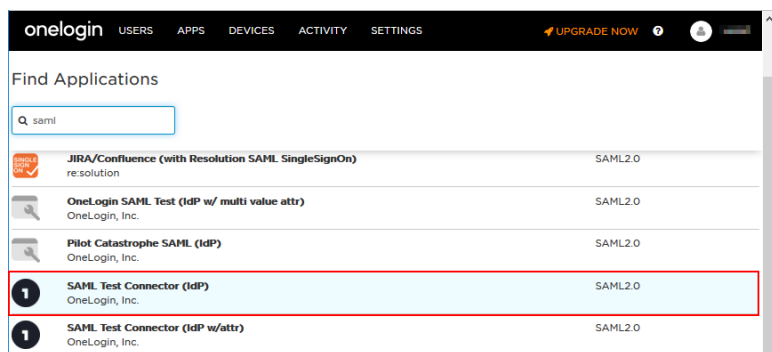 onelogin USERS APPS DEVICES ACTIVITY SETTINGS UPGRADE NOW ?
Find Applications
saml
SINGLE SIGN ON JIRA/Confluence (with Resolution SAML SingleSignOn) SAML2.0
re:solution
OneLogin SAML Test (IdP w/ multi value attr) SAML2.0
OneLogin, Inc.
Pilot Catastrophe SAML (IdP) SAML2.0
OneLogin, Inc.
1 SAML Test Connector (IdP) SAML2.0
OneLogin, Inc.
1 SAML Test Connector (IdP w/attr) SAML2.0
OneLogin, Inc.